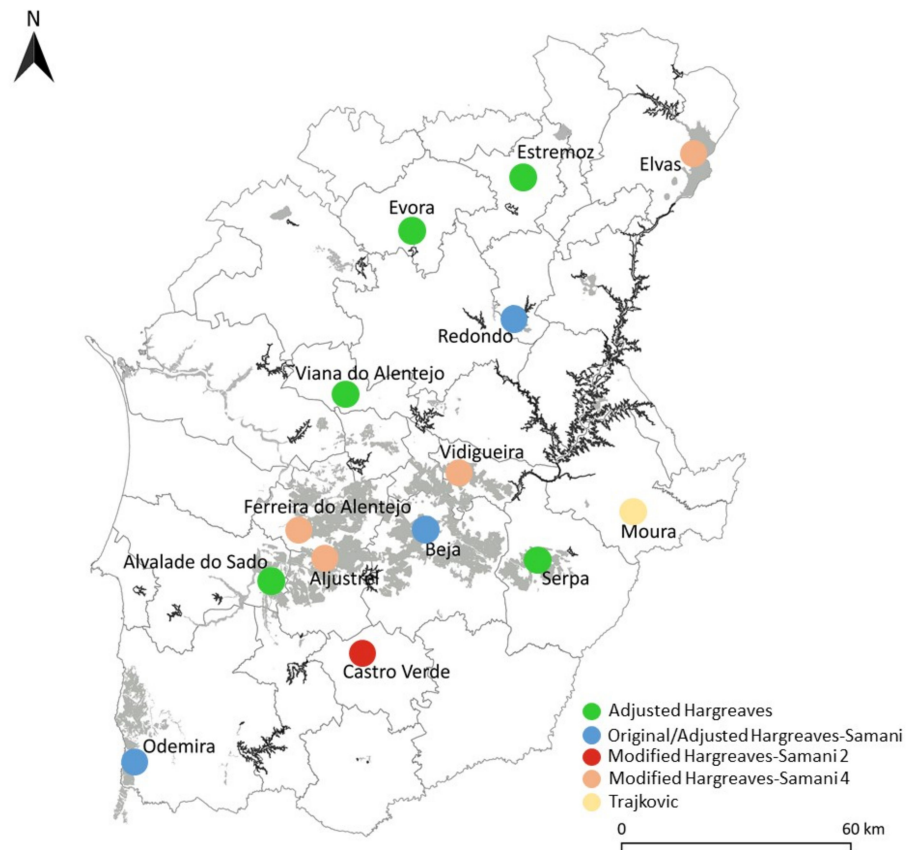 N
Estremoz
Elvas
Evora
Redondo
Viana do Alentejo
Vidigueira
Ferreira do Alentejo
Moura
Beja
Alvalade do Sado
Aljustrel
Serpa
Castro Verde
Odemira
Adjusted Hargreaves
Original/Adjusted Hargreaves-Samani
Modified Hargreaves-Samani 2
Modified Hargreaves-Samani 4
Trajkovic
0 60 km